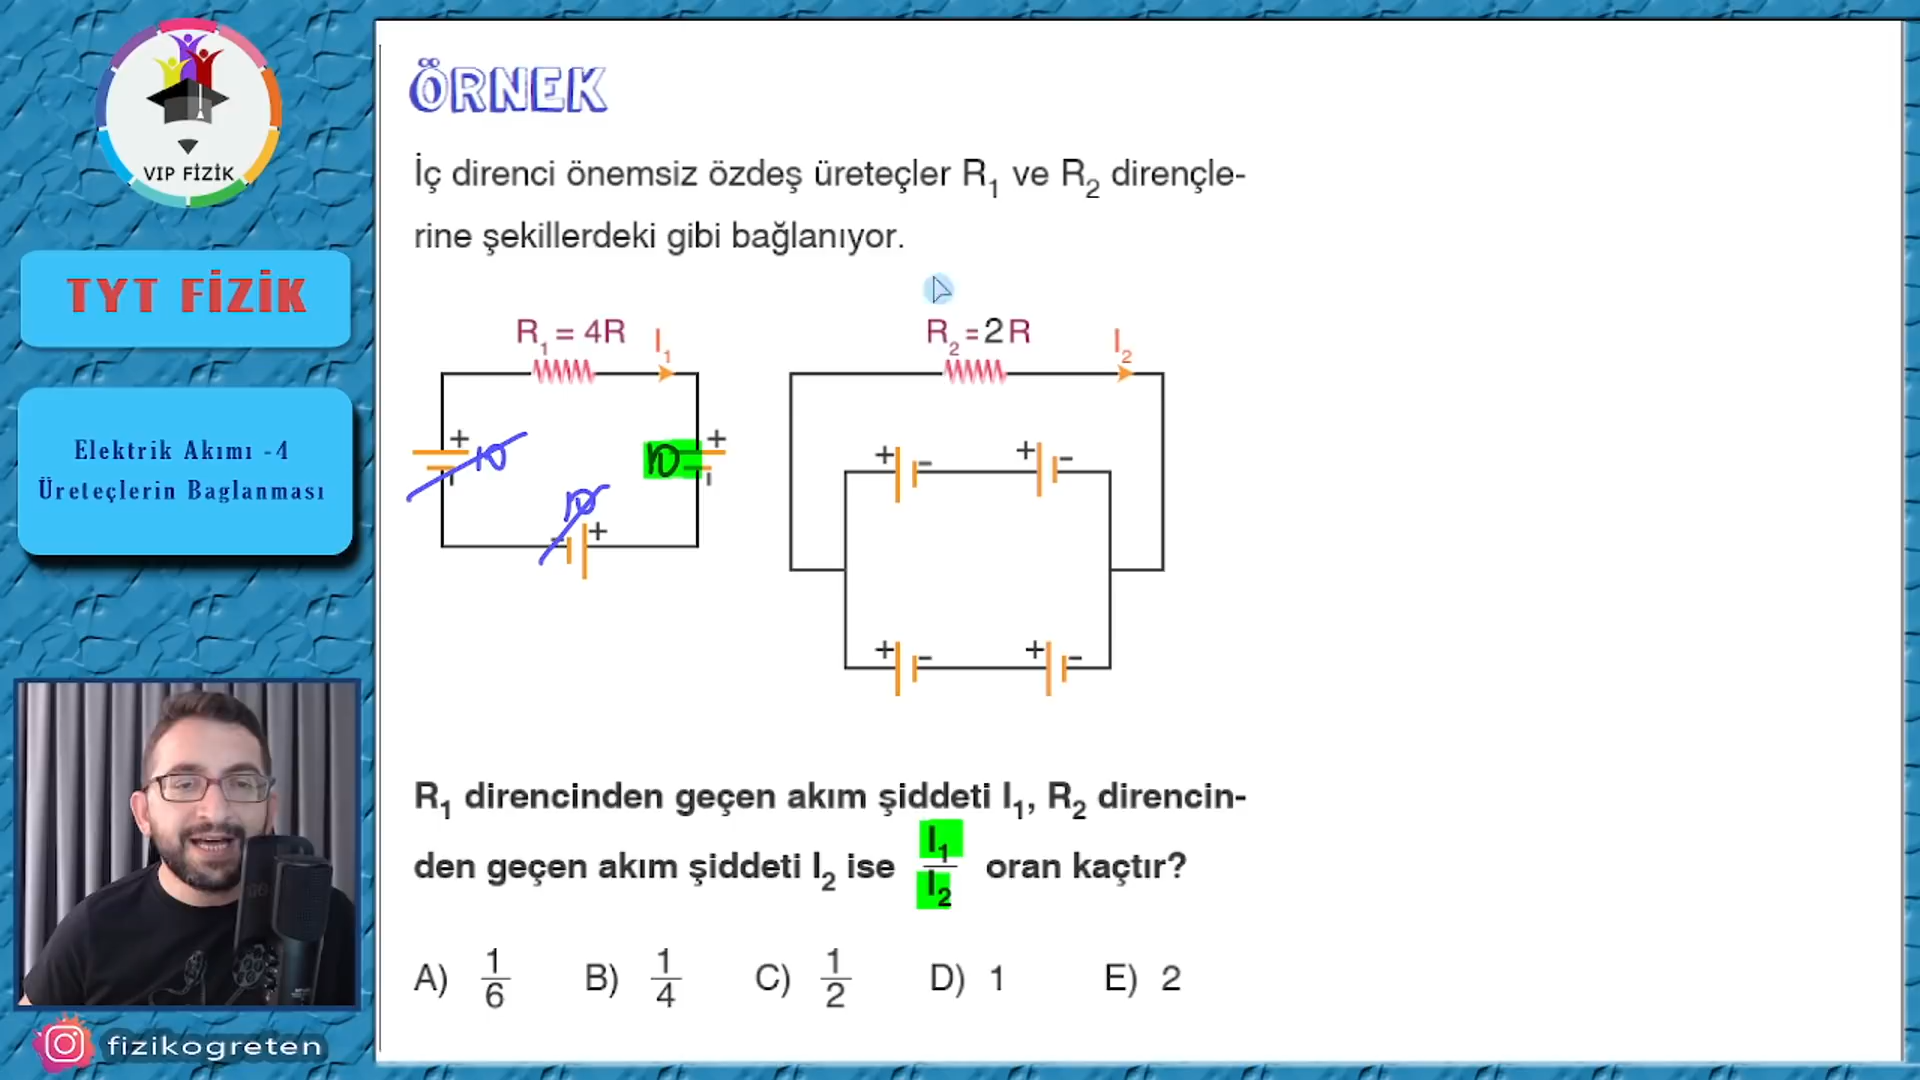 VIP FİZİK
TYT FİZİK
Elektrik Akımı -4
Üreteçlerin Baglanması
fizikogreten
ÖRNEK
İç direnci önemsiz özdeş üreteçler R1 ve R2 dirençle-
rine şekillerdeki gibi bağlanıyor.
R1 = 4R I1
+ 10 10 +
-
10
- +
R2 = 2R I2
+ - + -
+ - + -
R1 direncinden geçen akım şiddeti I1, R2 direncin-
den geçen akım şiddeti I2 ise I1/I2 oran kaçtır?
A) 1/6 B) 1/4 C) 1/2 D) 1 E) 2